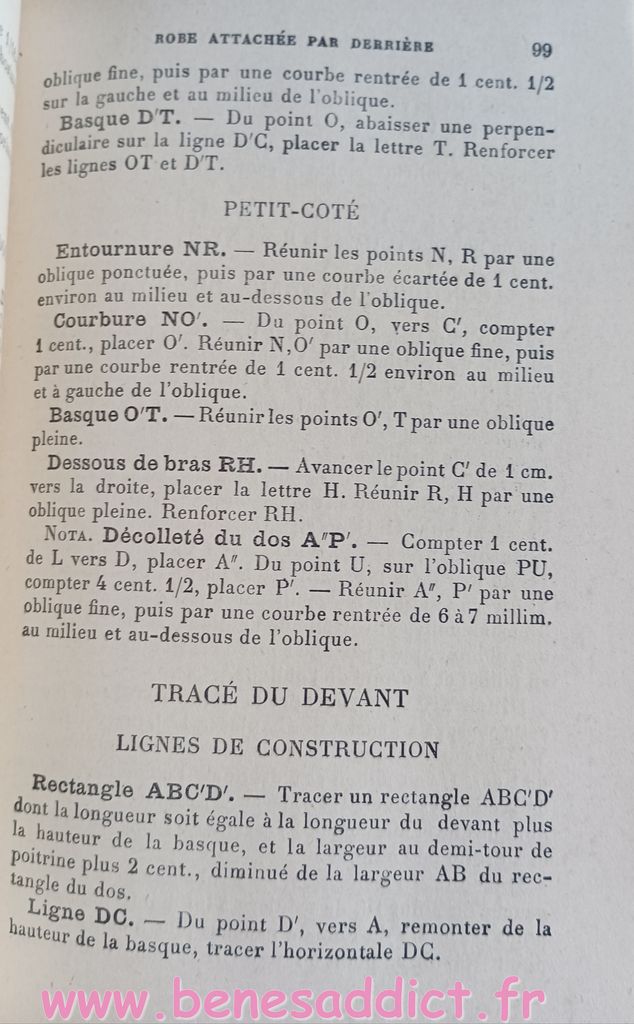 ROBE ATTACHÉE PAR DERRIÈRE 99
oblique fine, puis par une courbe rentrée de 1 cent. 1/2
sur la gauche et au milieu de l'oblique.
Basque D'T. — Du point O, abaisser une perpen-
diculaire sur la ligne D'C, placer la lettre T. Renforcer
les lignes OT et D'T.
PETIT-COTÉ
Entournure NR. — Réunir les points N, R par une
oblique ponctuée, puis par une courbe écartée de 1 cent.
environ au milieu et au-dessous de l'oblique.
Courbure NO'. — Du point O, vers C', compter
1 cent., placer O'. Réunir N,O' par une oblique fine, puis
par une courbe rentrée de 1 cent. 1/2 environ au milieu
et à gauche de l'oblique.
Basque O'T. — Réunir les points O', T par une oblique
pleine.
Dessous de bras RH. — Avancer le point C' de 1 cm.
vers la droite, placer la lettre H. Réunir R, H par une
oblique pleine. Renforcer RH.
NOTA. Décolleté du dos A"P'. — Compter 1 cent.
de L vers D, placer A". Du point U, sur l'oblique PU,
compter 4 cent. 1/2, placer P'. — Réunir A", P' par une
oblique fine, puis par une courbe rentrée de 6 à 7 millim.
au milieu et au-dessous de l'oblique.
TRACÉ DU DEVANT
LIGNES DE CONSTRUCTION
Rectangle ABC'D'. — Tracer un rectangle ABC'D'
dont la longueur soit égale à la longueur du devant plus
la hauteur de la basque, et la largeur au demi-tour de
poitrine plus 2 cent., diminué de la largeur AB du rec-
tangle du dos.
Ligne DC. — Du point D', vers A, remonter de la
hauteur de la basque, tracer l'horizontale DC.
www.benesaddict.fr